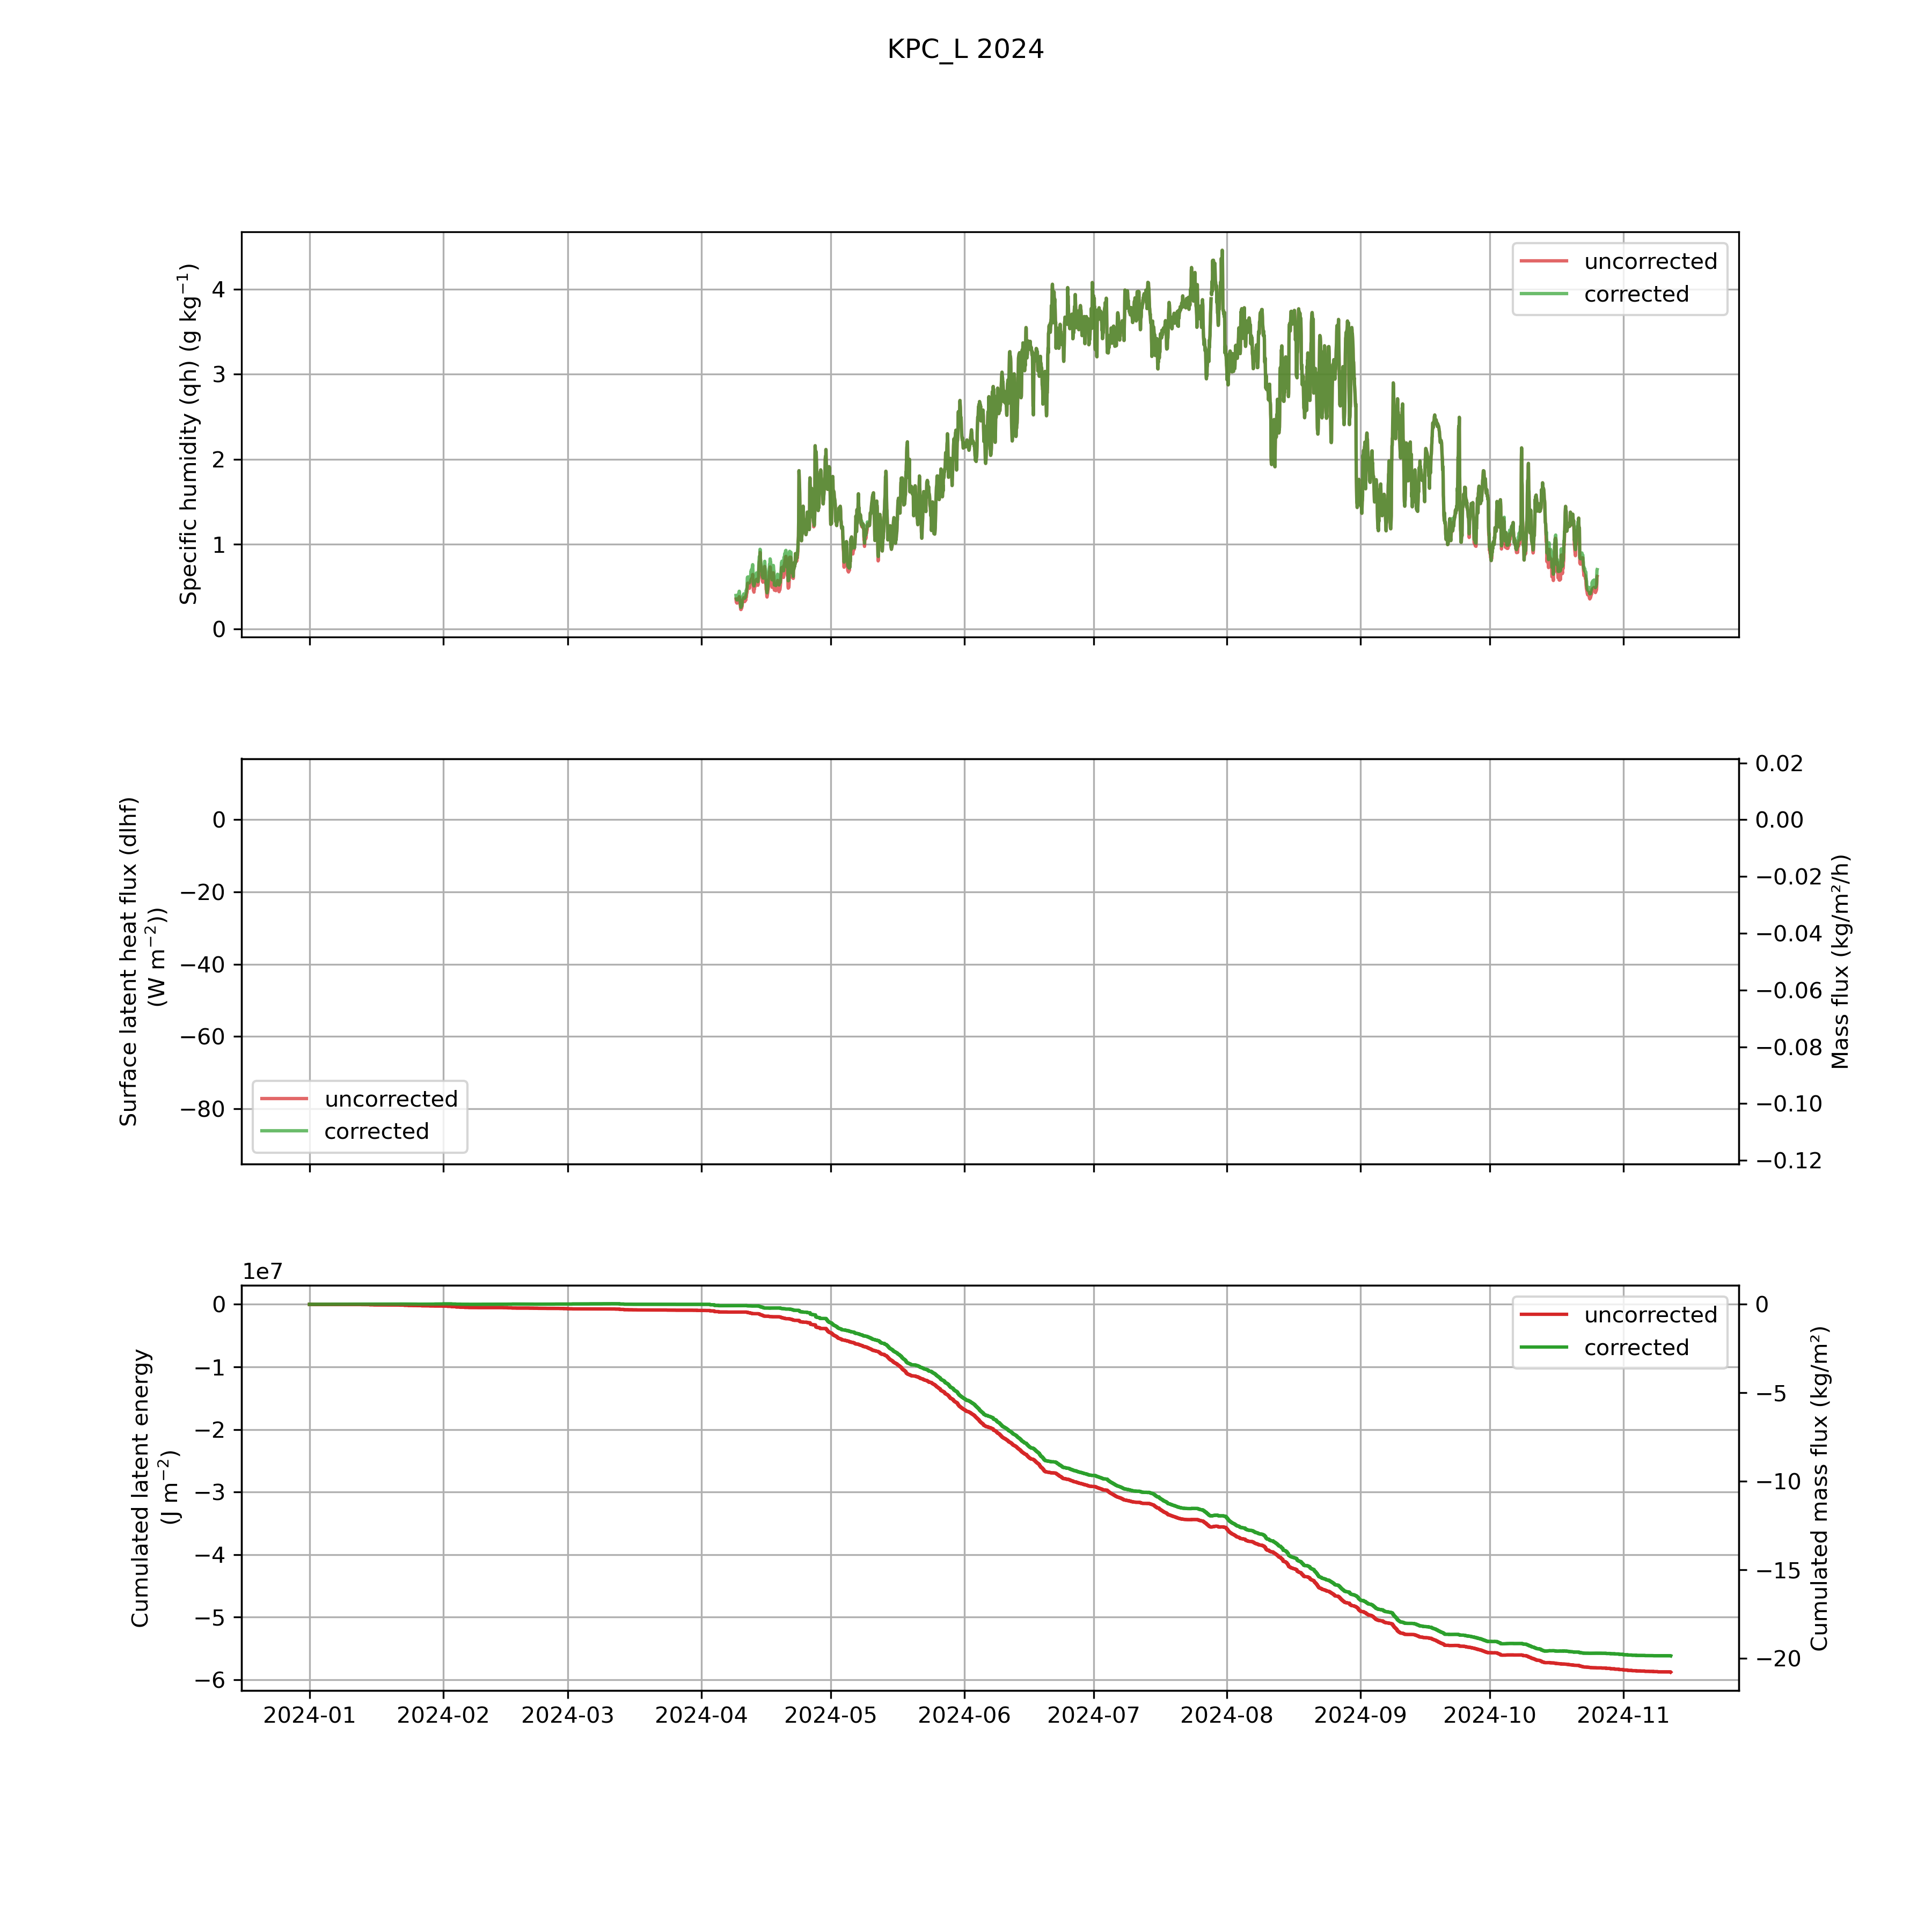 KPC_L 2024
Specific humidity (qh) (g kg⁻¹)
4
3
2
1
0
uncorrected
corrected
Surface latent heat flux (dlhf)
(W m⁻²))
0
−20
−40
−60
−80
uncorrected
corrected
0.02
0.00
−0.02
−0.04
−0.06
−0.08
−0.10
−0.12
Mass flux (kg/m²/h)
1e7
Cumulated latent energy
(J m⁻²)
0
−1
−2
−3
−4
−5
−6
uncorrected
corrected
0
−5
−10
−15
−20
Cumulated mass flux (kg/m²)
2024-01 2024-02 2024-03 2024-04 2024-05 2024-06 2024-07 2024-08 2024-09 2024-10 2024-11